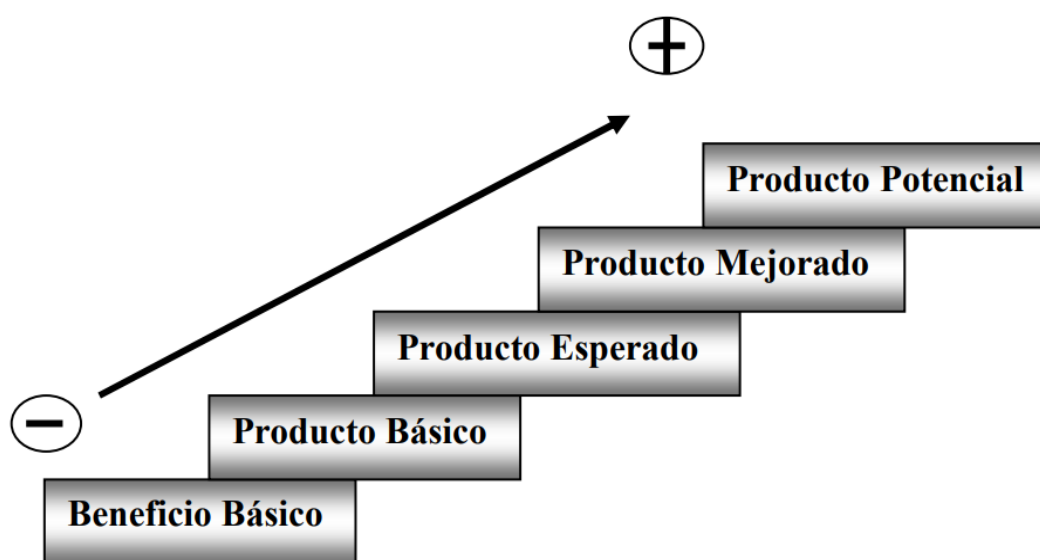 Producto Potencial
Producto Mejorado
Producto Esperado
Producto Básico
Beneficio Básico